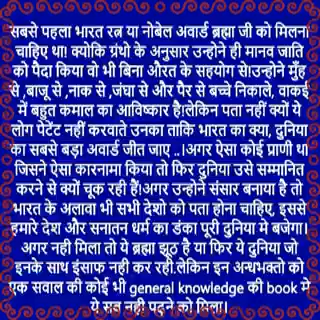 सबसे पहला भारत रत्न या नोबेल अवार्ड ब्रह्मा जी को मिलना
चाहिए था! क्योकि ग्रंथो के अनुसार उन्होने ही मानव जाति
को पैदा किया वो भी बिना औरत के सहयोग से।उन्होने मुँह
से ,बाजू से ,नाक से ,जंघा से और पैर से बच्चे निकाले, वाकई
में बहुत कमाल का आविष्कार है।लेकिन पता नहीं क्यों ये
लोग पेटेंट नहीं करवाते उनका ताकि भारत का क्या, दुनिया
का सबसे बड़ा अवार्ड जीत जाए ..।अगर ऐसा कोई प्राणी था
जिसने ऐसा कारनामा किया तो फिर दुनिया उसे सम्मानित
करने से क्यों चूक रही हैं!अगर उन्होने संसार बनाया है तो
भारत के अलावा भी सभी देशो को पता होना चाहिए, इससे
हमारे देश और सनातन धर्म का डंका पूरी दुनिया मे बजेगा।
अगर नही मिला तो ये ब्रह्मा झूठ है या फिर ये दुनिया जो
इनके साथ इंसाफ नही कर रही.लेकिन इन अन्धभक्तो को
एक सवाल की कोई भी general knowledge की book मे
ये सब नही पढने को मिला।